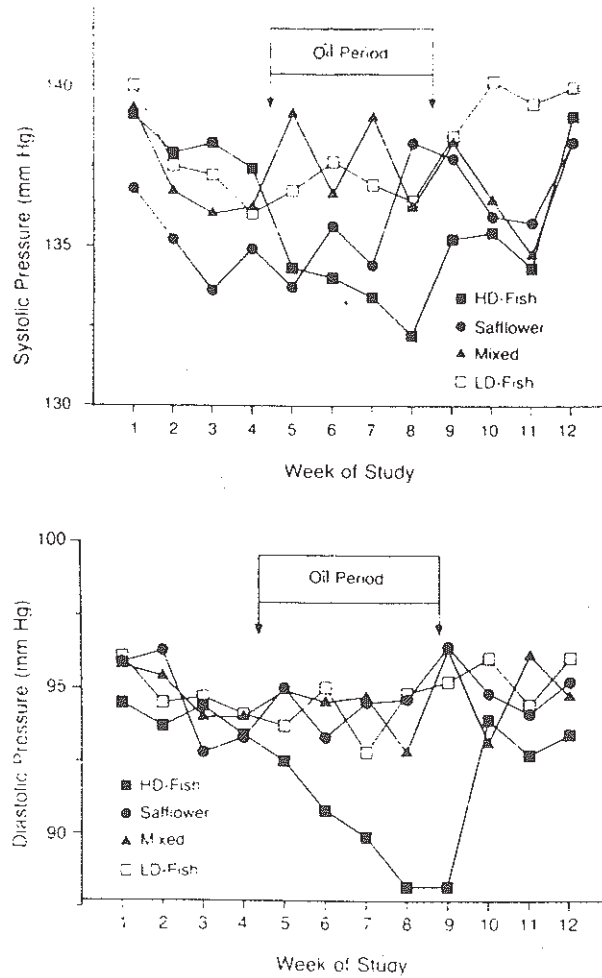 Oil Period
140
135
130
Systolic Pressure (mm Hg)
HD-Fish
Safflower
Mixed
LD-Fish
1 2 3 4 5 6 7 8 9 10 11 12
Week of Study
100
95
90
Diastolic Pressure (mm Hg)
Oil Period
HD-Fish
Safflower
Mixed
LD-Fish
1 2 3 4 5 6 7 8 9 10 11 12
Week of Study